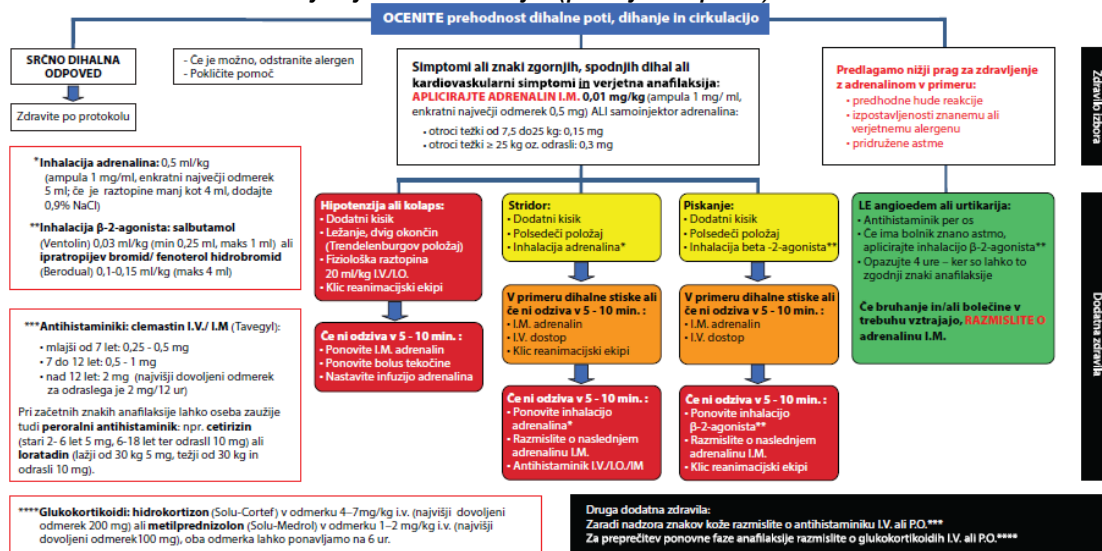 OCENITE prehodnost dihalne poti, dihanje in cirkulacijo
SRČNO DIHALNA
ODPOVED
Zdravite po protokolu
- Če je možno, odstranite alergen
- Pokličite pomoč
Simptomi ali znaki zgornjih, spodnjih dihal ali
kardiovaskularni simptomi in verjetna anafilaksija:
APLICIRAJTE ADRENALIN I.M. 0,01 mg/kg (ampula 1 mg/ ml,
enkratni največji odmerek 0,5 mg) ALI samoinjektor adrenalina:
• otroci težki od 7,5 do25 kg: 0,15 mg
• otroci težki ≥ 25 kg oz. odrasli: 0,3 mg
Predlagamo nižji prag za zdravljenje
z adrenalinom v primeru:
• predhodne hude reakcije
• izpostavljenosti znanemu ali
verjetnemu alergenu
• pridružene astme
Zdravilo izbora
*Inhalacija adrenalina: 0,5 ml/kg
(ampula 1 mg/ml, enkratni največji odmerek
5 ml; če je raztopine manj kot 4 ml, dodajte
0,9% NaCl)
**Inhalacija β-2-agonista: salbutamol
(Ventolin) 0,03 ml/kg (min 0,25 ml, maks 1 ml) ali
ipratropijev bromid/ fenoterol hidrobromid
(Berodual) 0,1-0,15 ml/kg (maks 4 ml)
Hipotenzija ali kolaps:
• Dodatni kisik
• Ležanje, dvig okončin
(Trendelenburgov položaj)
• Fiziološka raztopina
20 ml/kg I.V./I.O.
• Klic reanimacijski ekipi
Stridor:
• Dodatni kisik
• Polsedeči položaj
• Inhalacija adrenalina*
Piskanje:
• Dodatni kisik
• Polsedeči položaj
• Inhalacija beta -2-agonista**
LE angioedem ali urtikarija:
• Antihistaminik per os
• Če ima bolnik znano astmo,
aplicirajte inhalacijo β-2-agonista**
• Opazujte 4 ure – ker so lahko to
zgodnji znaki anafilaksije
Če bruhanje in/ali bolečine v
trebuhu vztrajajo, RAZMISLITE O
adrenalinu I.M.
Dodatna zdravila
***Antihistaminiki: clemastin I.V./ I.M (Tavegyl):
• mlajši od 7 let: 0,25 - 0,5 mg
• 7 do 12 let: 0,5 - 1 mg
• nad 12 let: 2 mg (najvišji dovoljeni odmerek
za odraslega je 2 mg/12 ur)
Pri začetnih znakih anafilaksije lahko oseba zaužije
tudi peroralni antihistaminik: npr. cetirizin
(stari 2- 6 let 5 mg, 6-18 let ter odrasll 10 mg) ali
loratadin (lažji od 30 kg 5 mg, težji od 30 kg in
odrasli 10 mg).
Če ni odziva v 5 - 10 min. :
• Ponovite I.M. adrenalin
• Ponovite bolus tekočine
• Nastavite infuzijo adrenalina
V primeru dihalne stiske ali
če ni odziva v 5 - 10 min. :
• I.M. adrenalin
• I.V. dostop
• Klic reanimacijski ekipi
V primeru dihalne stiske ali
če ni odziva v 5 - 10 min. :
• I.M. adrenalin
• I.V. dostop
Če ni odziva v 5 - 10 min. :
• Ponovite inhalacijo
adrenalina*
• Razmislite o naslednjem
adrenalinu I.M.
• Antihistaminik I.V./I.O./IM
Če ni odziva v 5 - 10 min. :
• Ponovite inhalacijo
β-2-agonista**
• Razmislite o naslednjem
adrenalinu I.M.
• Klic reanimacijski ekipi
****Glukokortikoidi: hidrokortizon (Solu-Cortef) v odmerku 4–7mg/kg i.v. (najvišji dovoljeni
odmerek 200 mg) ali metilprednizolon (Solu-Medrol) v odmerku 1–2 mg/kg i.v. (najvišji
dovoljeni odmerek100 mg), oba odmerka lahko ponavljamo na 6 ur.
Druga dodatna zdravila:
Zaradi nadzora znakov kože razmislite o antihistaminiku I.V. ali P.O.***
Za preprečitev ponovne faze anafilaksije razmislite o glukokortikoidih I.V. ali P.O.****